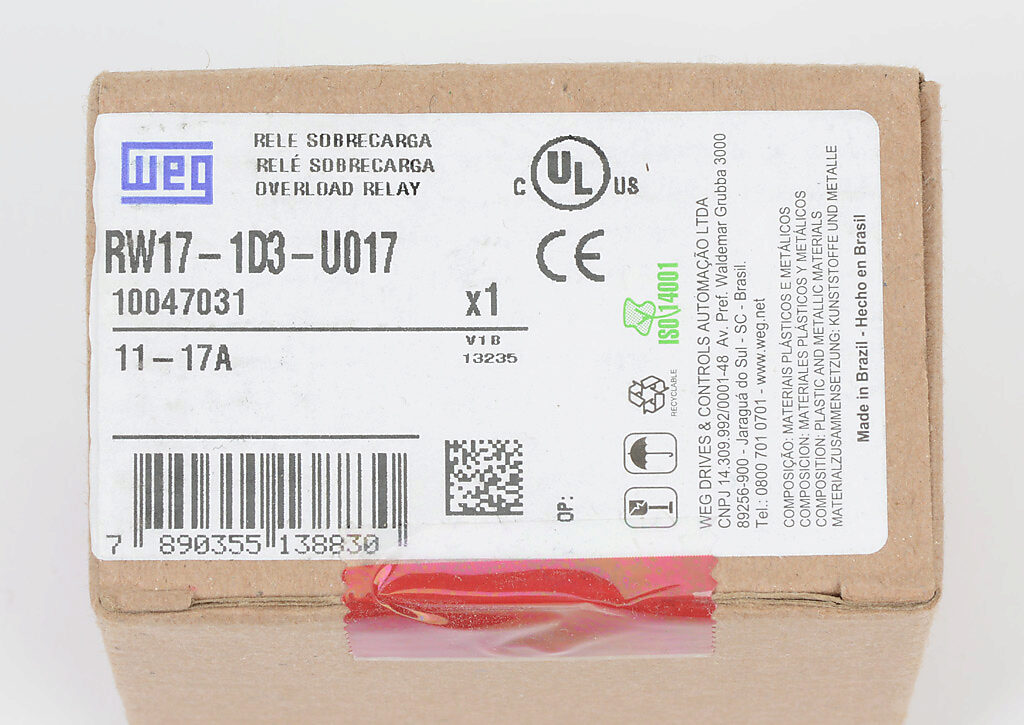 weg
RELE SOBRECARGA
RELÉ SOBRECARGA
OVERLOAD RELAY
C UL US
RW17-1D3-U017
CE
10047031
x1
V1B
13235
11-17A
7 890355 138830
OP:
ISO 14001
RECYCLABLE
WEG DRIVES & CONTROLS AUTOMAÇÃO LTDA
CNPJ 14.309.992/0001-48 Av. Pref. Waldemar Grubba 3000
89256-900 - Jaraguá do Sul - SC - Brasil.
Tel.: 0800 701 0701 - www.weg.net
COMPOSIÇÃO: MATERIAIS PLÁSTICOS E METÁLICOS
COMPOSICION: MATERIALES PLÁSTICOS Y METÁLICOS
COMPOSITION: PLASTIC AND METALLIC MATERIALS
MATERIALZUSAMMENSETZUNG: KUNSTSTOFFE UND METALLE
Made in Brazil - Hecho en Brasil